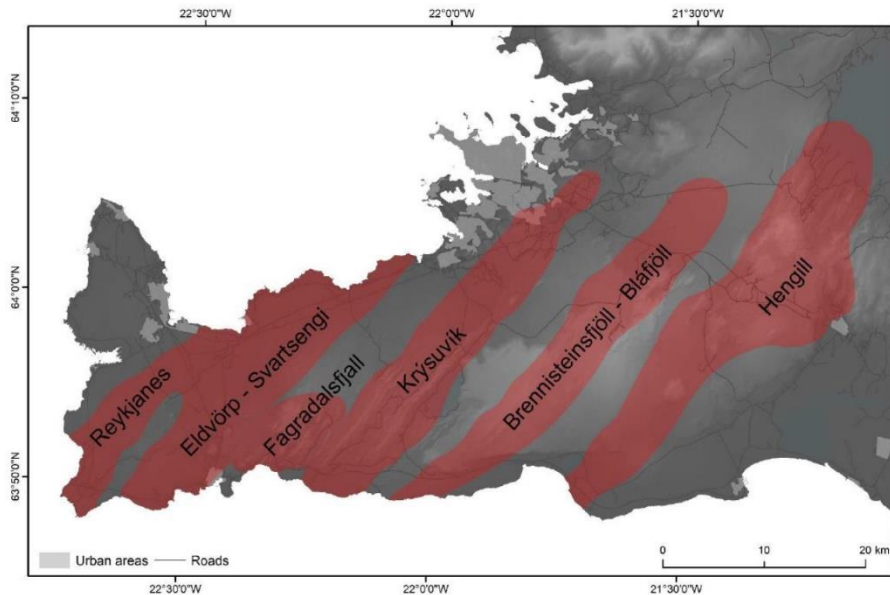 22°30'0"W
22°0'0"W
21°30'0"W
64°10'0"N
64°0'0"N
63°50'0"N
Reykjanes
Eldvörp - Svartsengi
Fagradalsfjall
Krýsuvík
Brennisteinsfjöll - Bláfjöll
Hengill
Urban areas
Roads
0
10
20 km
22°30'0"W
22°0'0"W
21°30'0"W